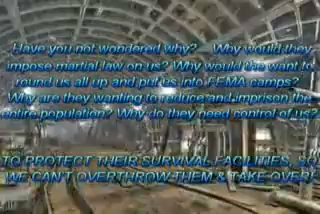 Have you not wondered why?... Why would they
impose martial law on us? Why would the want to
round us all up and put us into FEMA camps?
Why are they wanting to reduce and imprison the
entire population? Why do they need control of us?
TO PROTECT THEIR SURVIVAL FACILITIES, SO
WE CAN'T OVERTHROW THEM & TAKE OVER!